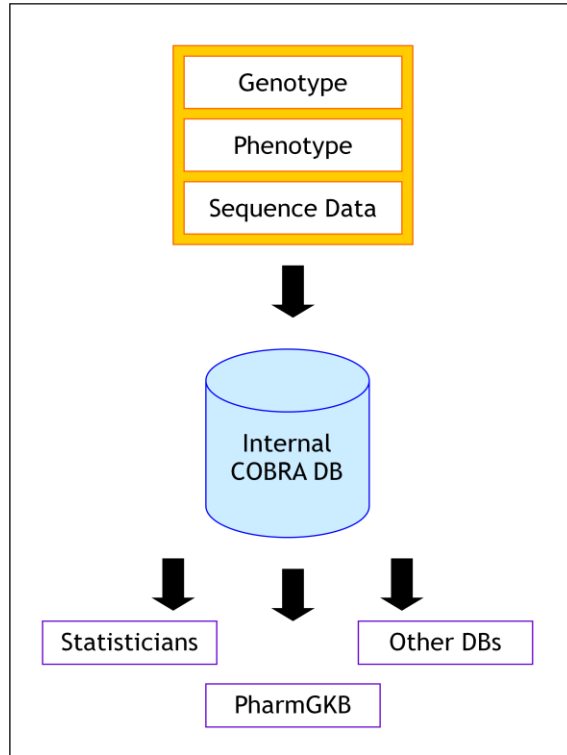 Genotype
Phenotype
Sequence Data
Internal
COBRA DB
Statisticians
Other DBs
PharmGKB